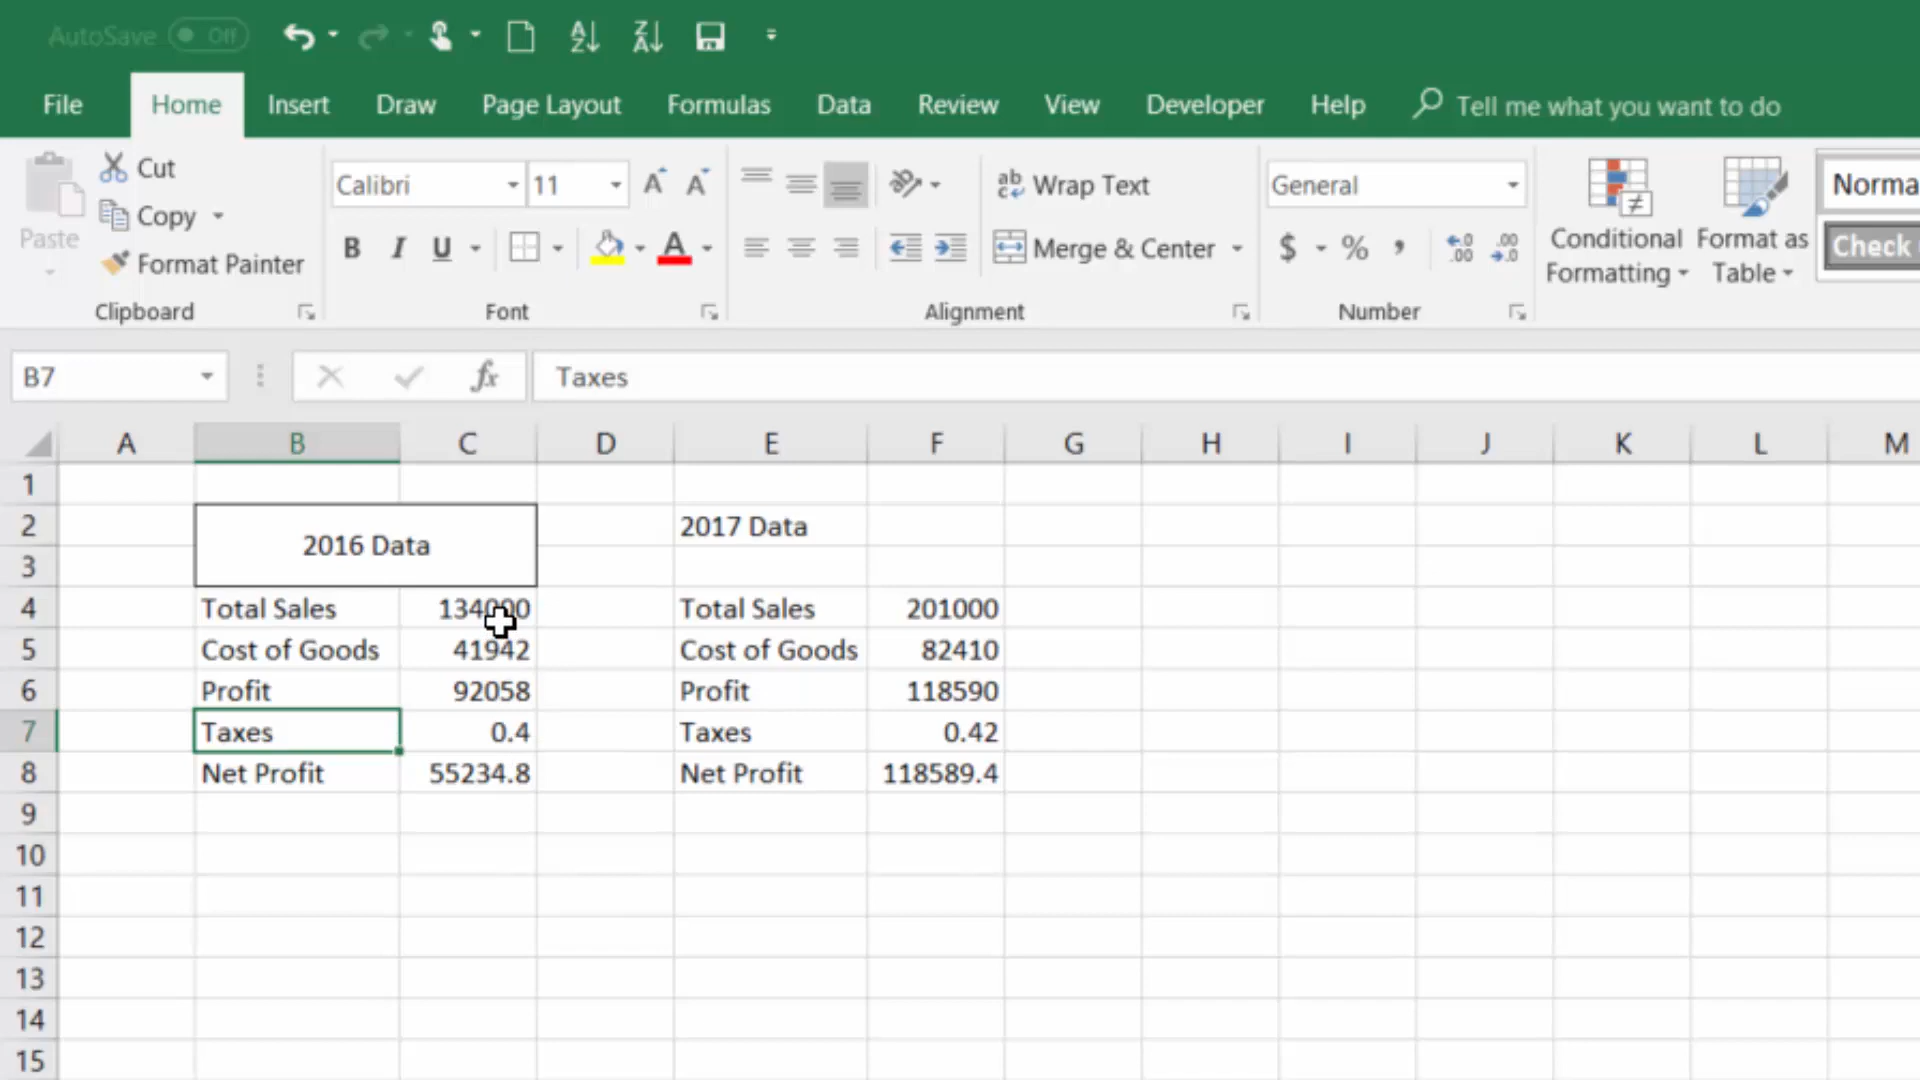 AutoSave Off
File Home Insert Draw Page Layout Formulas Data Review View Developer Help Tell me what you want to do
Paste
Cut
Copy
Format Painter
Clipboard
Calibri 11
B I U
Font
Wrap Text
Merge & Center
Alignment
General
$ % ,
Number
Conditional Formatting
Format as Table
Norma
Check
B7 fx Taxes
A B C D E F G H I J K L M
1
2 2016 Data 2017 Data
3
4 Total Sales 134000 Total Sales 201000
5 Cost of Goods 41942 Cost of Goods 82410
6 Profit 92058 Profit 118590
7 Taxes 0.4 Taxes 0.42
8 Net Profit 55234.8 Net Profit 118589.4
9
10
11
12
13
14
15